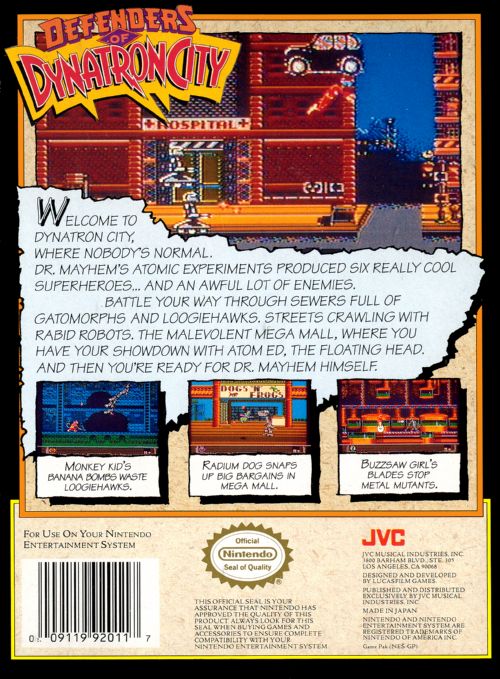 DEFENDERS
OF
DYNATRON CITY
HOSPITAL
WELCOME TO
DYNATRON CITY,
WHERE NOBODY'S NORMAL.
DR. MAYHEM'S ATOMIC EXPERIMENTS PRODUCED SIX REALLY COOL
SUPERHEROES... AND AN AWFUL LOT OF ENEMIES.
BATTLE YOUR WAY THROUGH SEWERS FULL OF
GATOMORPHS AND LOOGIEHAWKS. STREETS CRAWLING WITH
RABID ROBOTS. THE MALEVOLENT MEGA MALL, WHERE YOU
HAVE YOUR SHOWDOWN WITH ATOM ED, THE FLOATING HEAD.
AND THEN YOU'RE READY FOR DR. MAYHEM HIMSELF.
DOGS N FROGS
MONKEY KID'S
BANANA BOMBS WASTE
LOOGIEHAWKS.
RADIUM DOG SNAPS
UP BIG BARGAINS IN
MEGA MALL.
BUZZSAW GIRL'S
BLADES STOP
METAL MUTANTS.
FOR USE ON YOUR NINTENDO
ENTERTAINMENT SYSTEM
0 09119 92011 7
Official
Nintendo
Seal of Quality
®
THIS OFFICIAL SEAL IS YOUR
ASSURANCE THAT NINTENDO HAS
APPROVED THE QUALITY OF THIS
PRODUCT. ALWAYS LOOK FOR THIS
SEAL WHEN BUYING GAMES AND
ACCESSORIES TO ENSURE COMPLETE
COMPATIBILITY WITH YOUR
NINTENDO ENTERTAINMENT SYSTEM
JVC
JVC MUSICAL INDUSTRIES, INC.
3800 BARHAM BLVD., STE. 305
LOS ANGELES, CA 90068
DESIGNED AND DEVELOPED
BY LUCASFILM GAMES
PUBLISHED AND DISTRIBUTED
EXCLUSIVELY BY JVC MUSICAL
INDUSTRIES, INC
MADE IN JAPAN
NINTENDO AND NINTENDO
ENTERTAINMENT SYSTEM ARE
REGISTERED TRADEMARKS OF
NINTENDO OF AMERICA INC.
Game Pak (NES-GP)